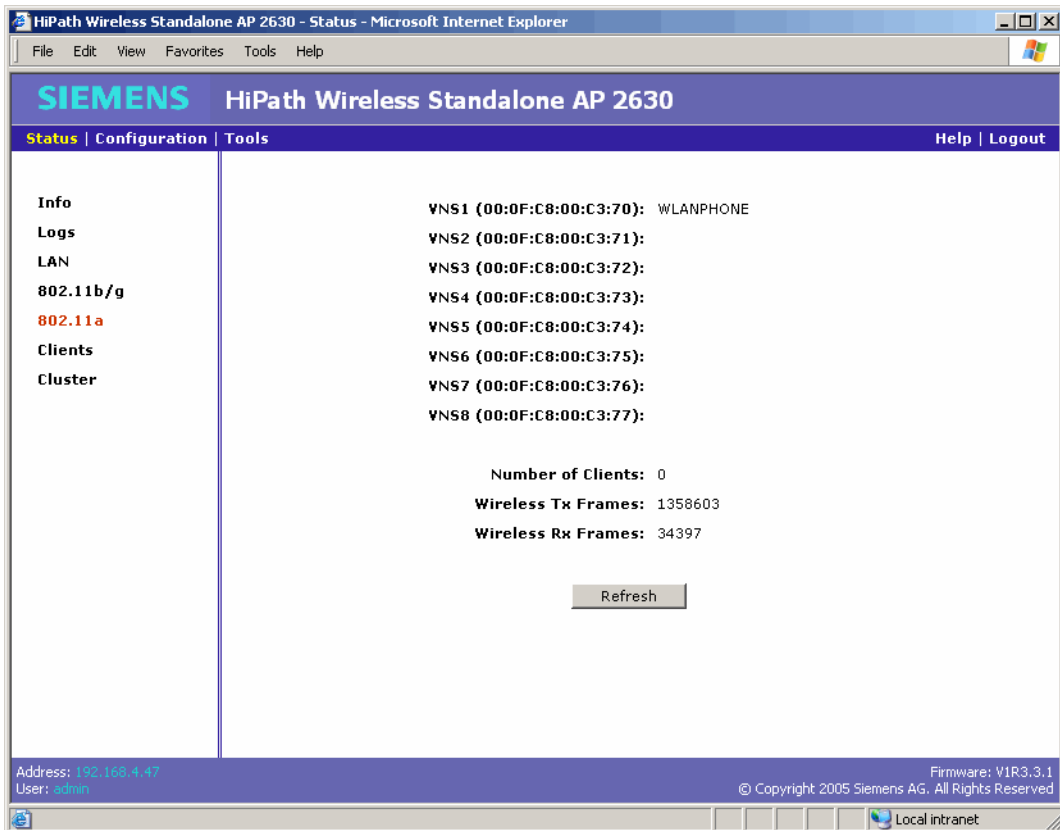 HiPath Wireless Standalone AP 2630 - Status - Microsoft Internet Explorer
File Edit View Favorites Tools Help
SIEMENS HiPath Wireless Standalone AP 2630
Status | Configuration | Tools Help | Logout
Info
Logs
LAN
802.11b/g
802.11a
Clients
Cluster
VNS1 (00:0F:C8:00:C3:70): WLANPHONE
VNS2 (00:0F:C8:00:C3:71):
VNS3 (00:0F:C8:00:C3:72):
VNS4 (00:0F:C8:00:C3:73):
VNS5 (00:0F:C8:00:C3:74):
VNS6 (00:0F:C8:00:C3:75):
VNS7 (00:0F:C8:00:C3:76):
VNS8 (00:0F:C8:00:C3:77):
Number of Clients: 0
Wireless Tx Frames: 1358603
Wireless Rx Frames: 34397
Refresh
Address: 192.168.4.47
User: admin
Firmware: V1R3.3.1
© Copyright 2005 Siemens AG. All Rights Reserved
Local intranet